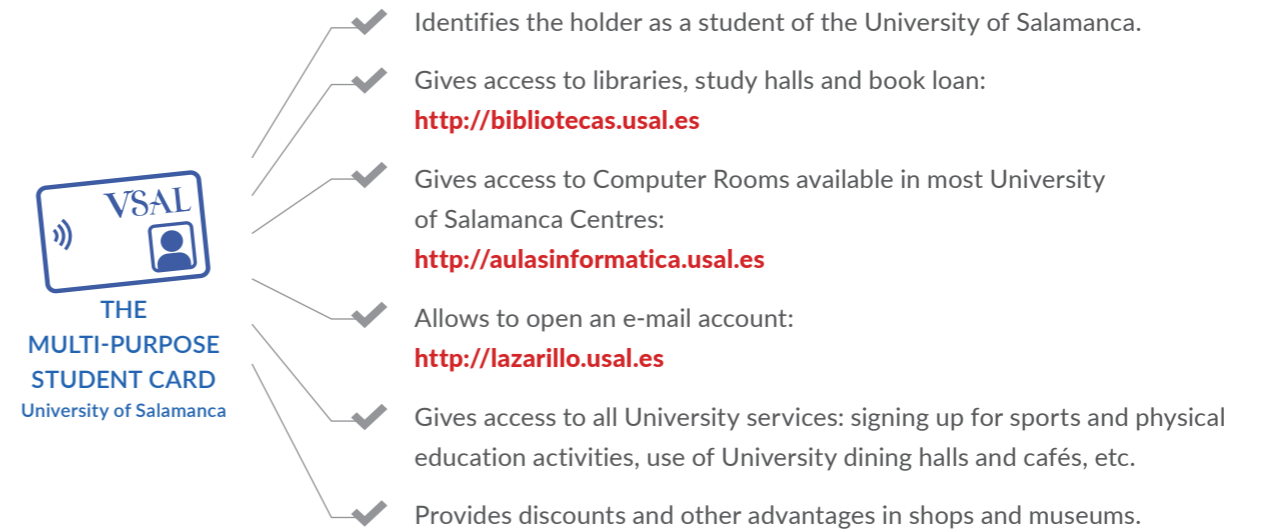 VSAL
THE
MULTI-PURPOSE
STUDENT CARD
University of Salamanca
Identifies the holder as a student of the University of Salamanca.
Gives access to libraries, study halls and book loan:
http://bibliotecas.usal.es
Gives access to Computer Rooms available in most University
of Salamanca Centres:
http://aulasinformatica.usal.es
Allows to open an e-mail account:
http://lazarillo.usal.es
Gives access to all University services: signing up for sports and physical
education activities, use of University dining halls and cafés, etc.
Provides discounts and other advantages in shops and museums.